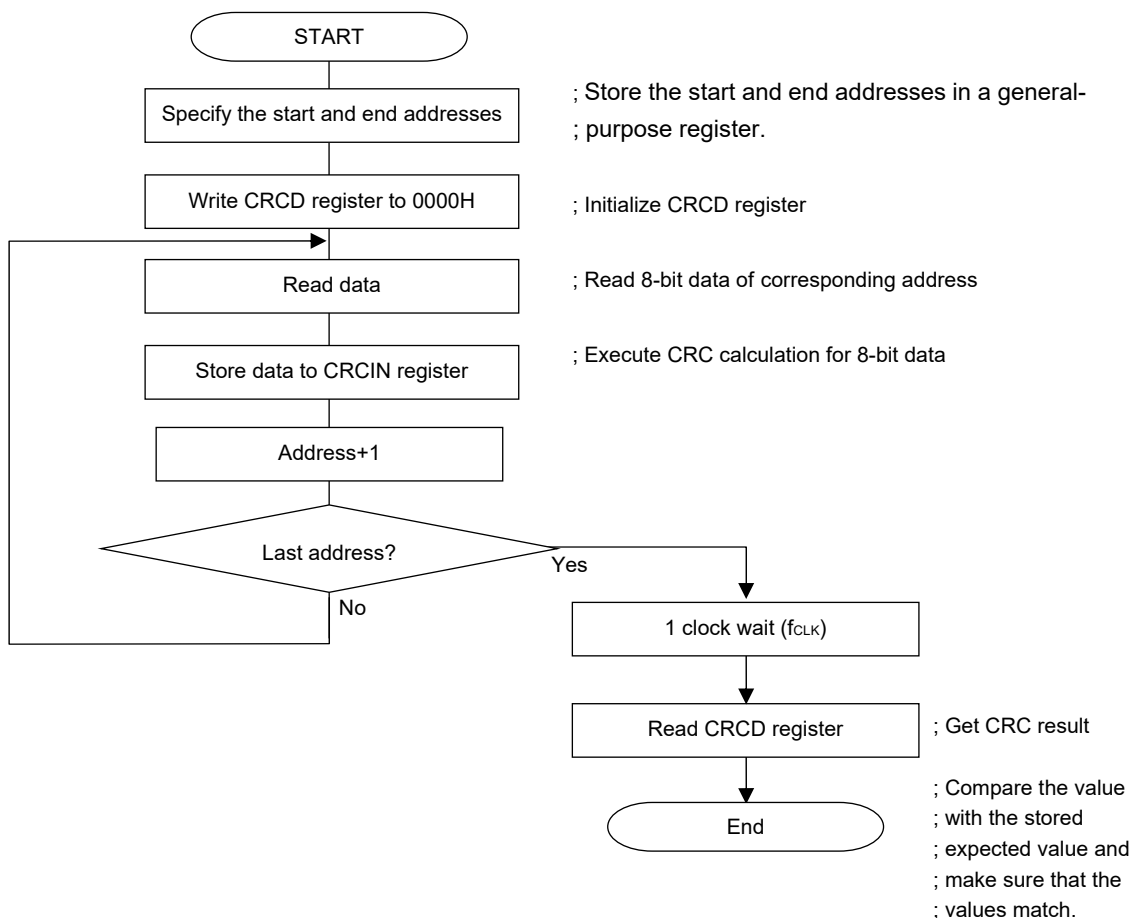 START
Specify the start and end addresses
; Store the start and end addresses in a general-
; purpose register.
Write CRCD register to 0000H
; Initialize CRCD register
Read data
; Read 8-bit data of corresponding address
Store data to CRCIN register
; Execute CRC calculation for 8-bit data
Address+1
Last address?
Yes
No
1 clock wait (fCLK)
Read CRCD register
; Get CRC result
End
; Compare the value
; with the stored
; expected value and
; make sure that the
; values match.